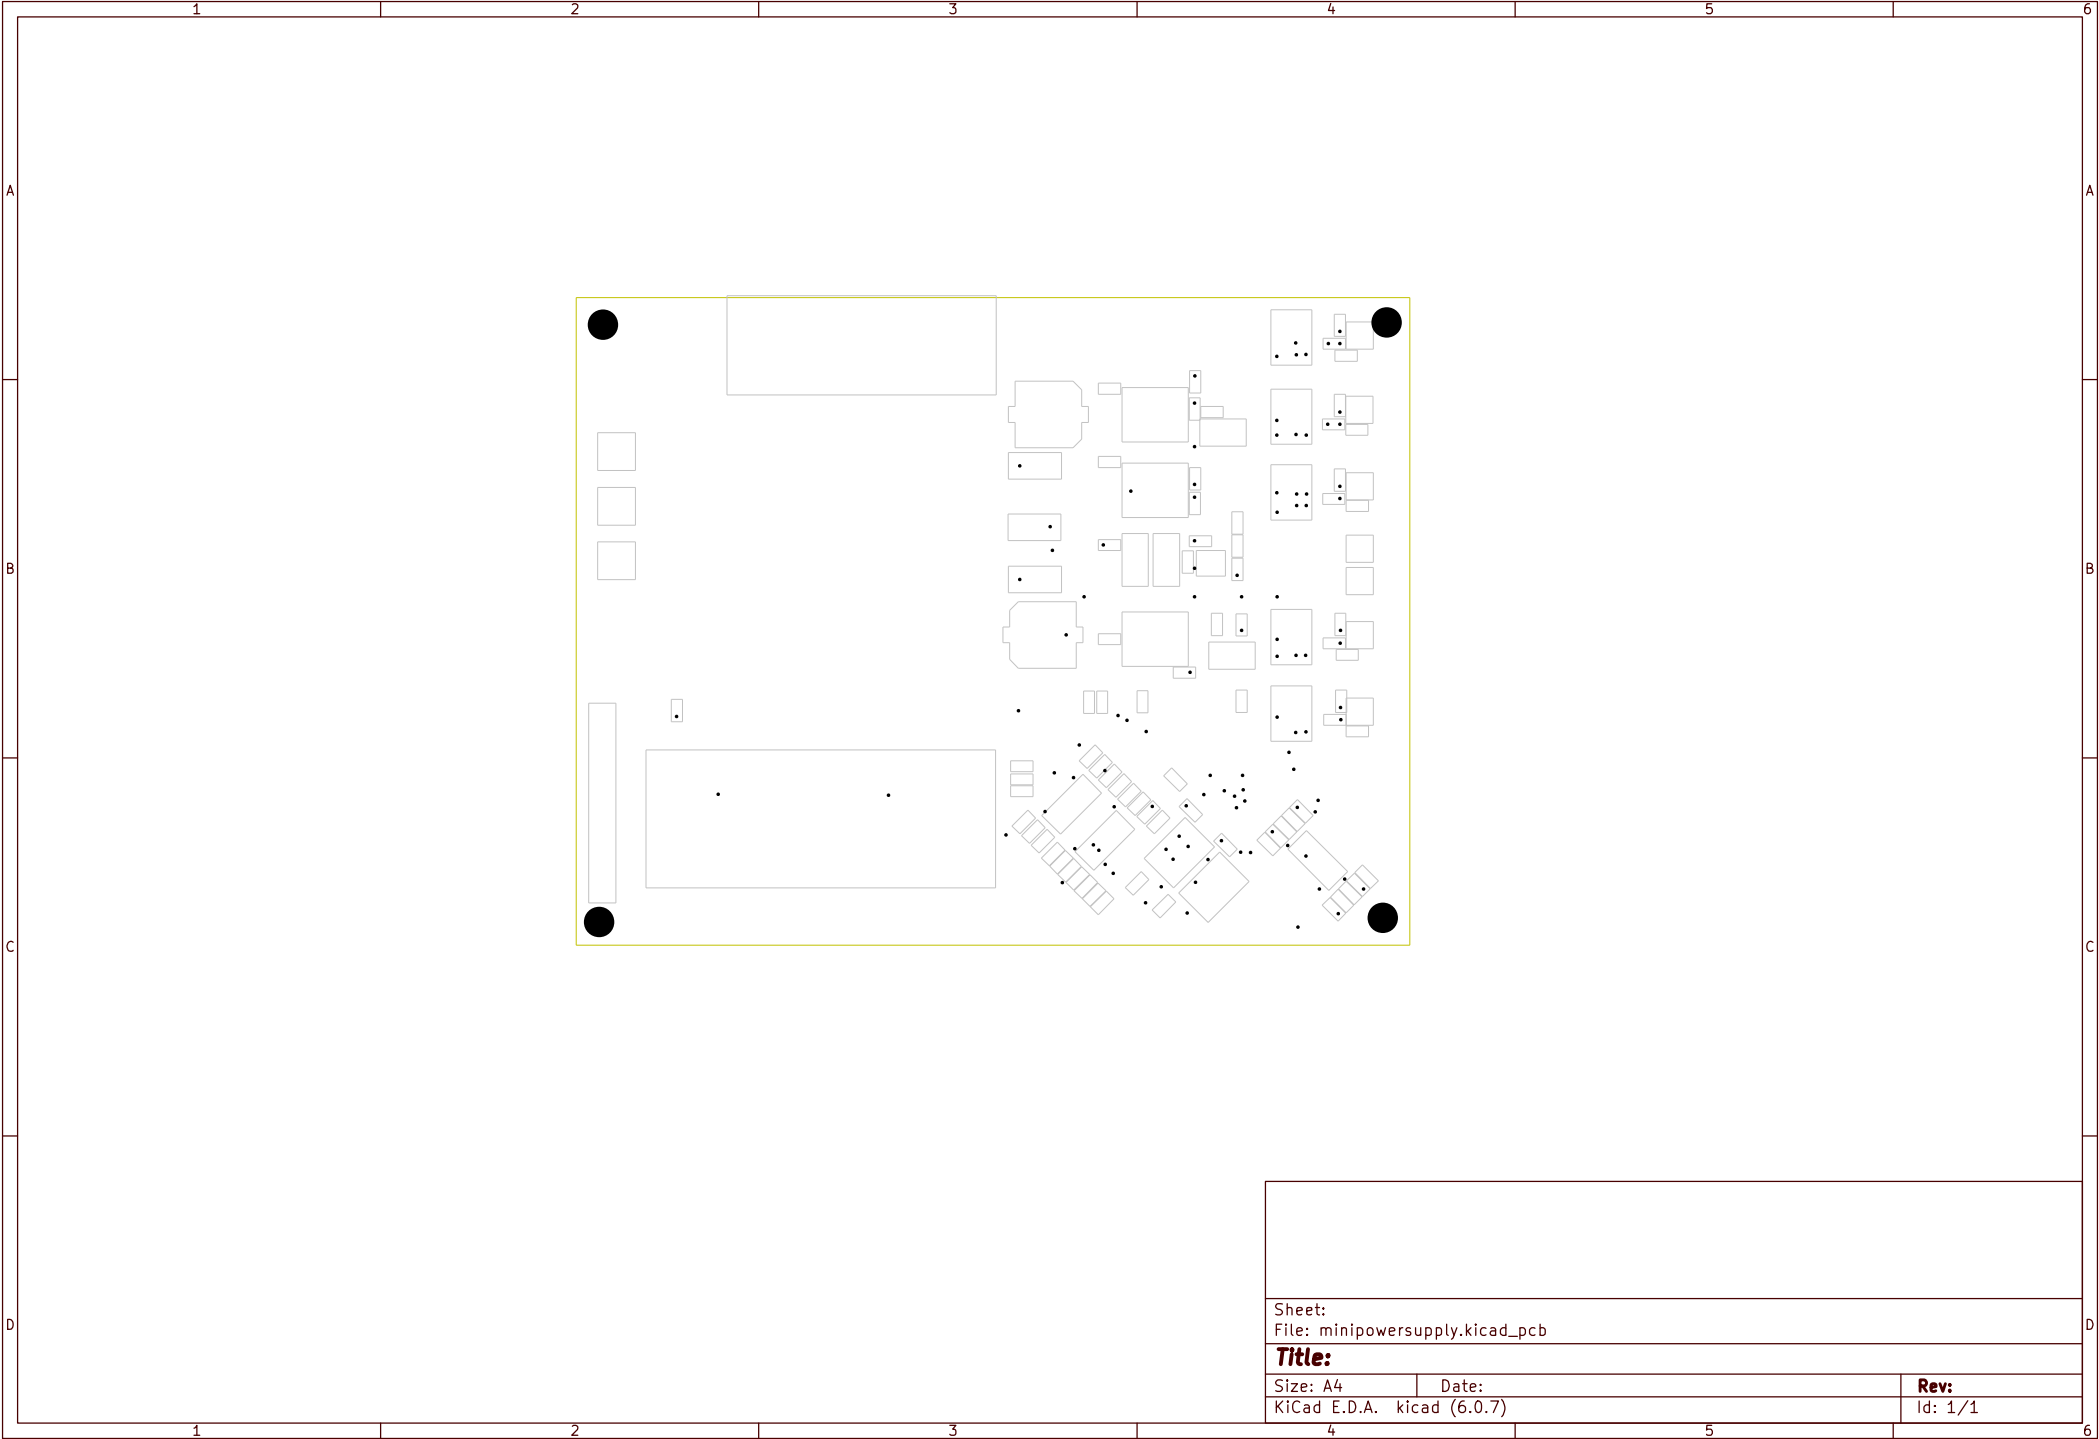 1 2 3 4 5 6
A A
B B
C C
Sheet:
File: minipowersupply.kicad_pcb
D D
Title:
Size: A4 Date: Rev:
KiCad E.D.A. kicad (6.0.7) Id: 1/1
1 2 3 4 5 6